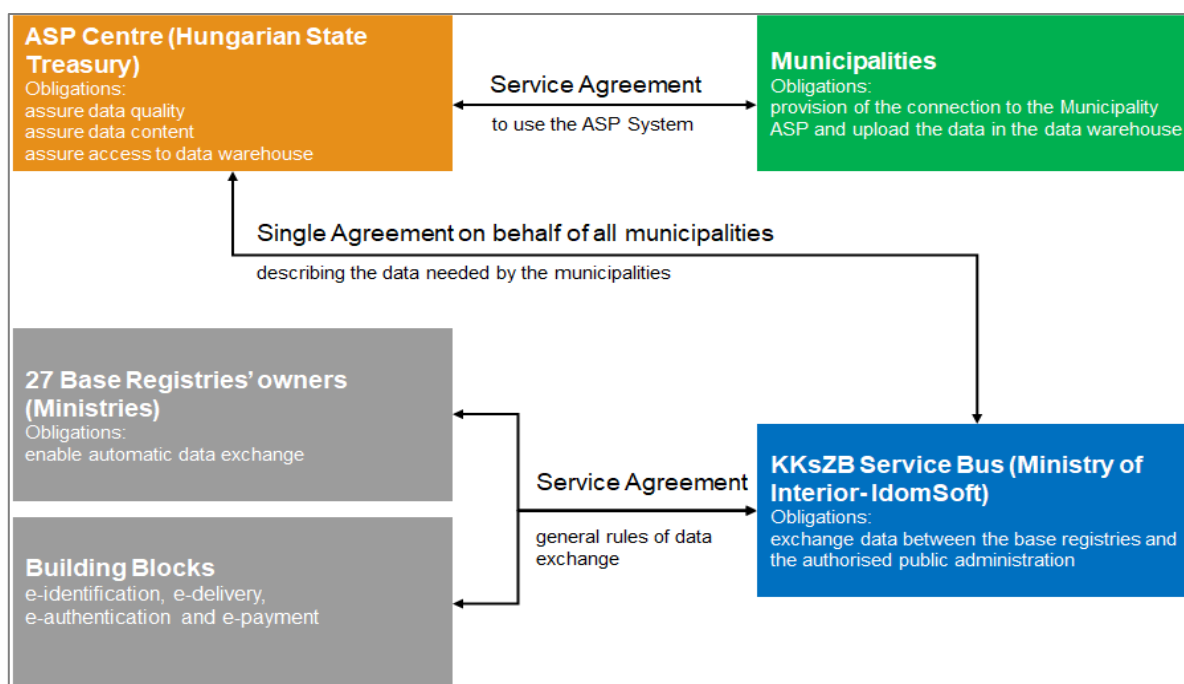 ASP Centre (Hungarian State
Treasury)
Obligations:
assure data quality
assure data content
assure access to data warehouse
Service Agreement
to use the ASP System
Municipalities
Obligations:
provision of the connection to the Municipality
ASP and upload the data in the data warehouse
Single Agreement on behalf of all municipalities
describing the data needed by the municipalities
27 Base Registries' owners
(Ministries)
Obligations:
enable automatic data exchange
Building Blocks
e-identification, e-delivery,
e-authentication and e-payment
Service Agreement
general rules of data
exchange
KKsZB Service Bus (Ministry of
Interior-IdomSoft)
Obligations:
exchange data between the base registries and
the authorised public administration